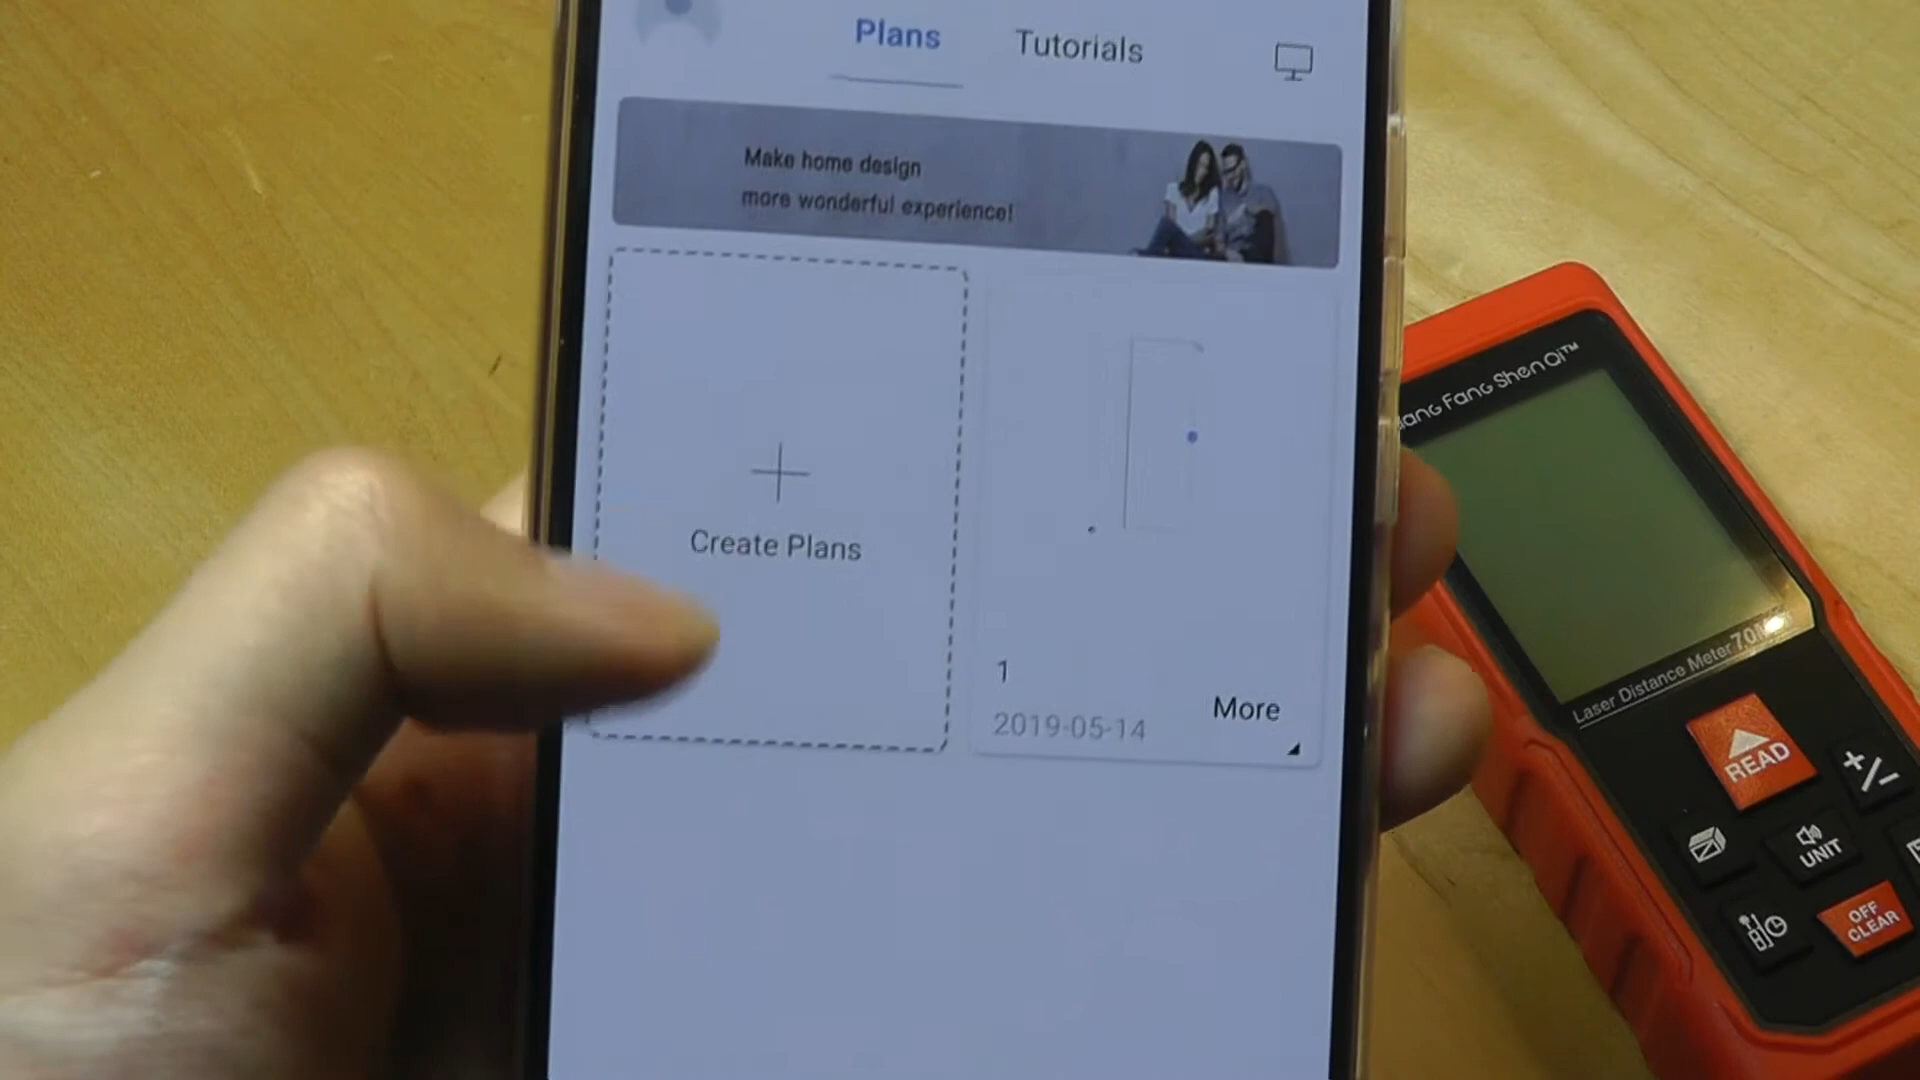 Plans
Tutorials
Make home design
more wonderful experience!
Create Plans
1
2019-05-14
More
Fang Shen Qi™
Laser Distance Meter
READ
+/-
UNIT
OFF
CLEAR